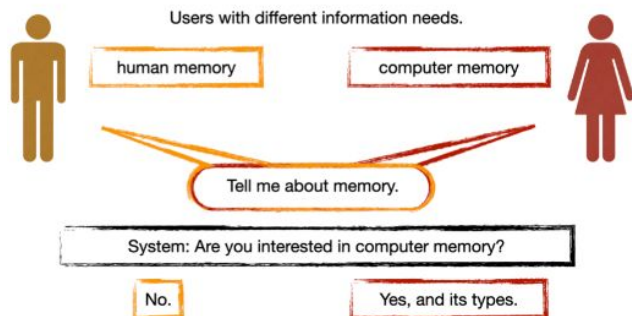 Users with different information needs.
human memory
computer memory
Tell me about memory.
System: Are you interested in computer memory?
No.
Yes, and its types.